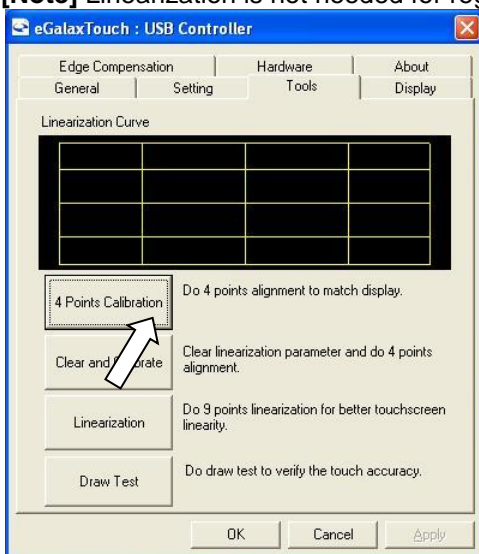 [Note] Linearization is not needed for reg
eGalaxTouch : USB Controller
Edge Compensation Hardware About
General Setting Tools Display
Linearization Curve
4 Points Calibration
Do 4 points alignment to match display.
Clear and
Clear linearization parameter and do 4 points
alignment.
Linearization
Do 9 points linearization for better touchscreen
linearity.
Draw Test
Do draw test to verify the touch accuracy.
OK Cancel Apply